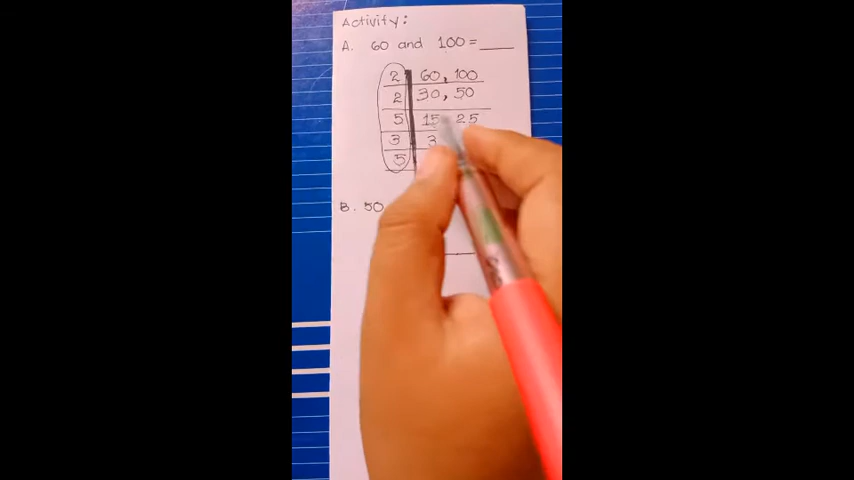 Activity:
A. 60 and 100 = ____
2 60, 100
2 30, 50
5 15 25
3 3
5
B. 50